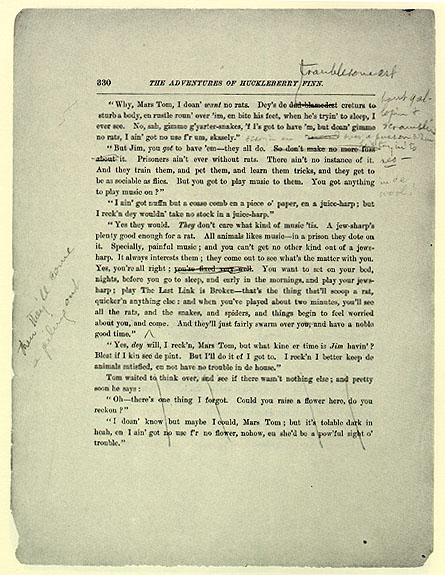 troublesomest
330 THE ADVENTURES OF HUCKLEBERRY FINN.
"Why, Mars Tom, I doan' want no rats. Dey's de dad-blamedest creturs to
sturb a body, en rustle roun' over 'im, en bite his feet, when he's tryin' to sleep, I
ever see. No, sah, gimme g'yarter-snakes, 'f I's got to have 'm, but doan' gimme
no rats, I ain' got no use f'r um, skasely."
"But Jim, you got to have 'em—they all do. So don't make no more fuss
about it. Prisoners ain't ever without rats. There ain't no instance of it.
And they train them, and pet them, and learn them tricks, and they get to
be as sociable as flies. But you got to play music to them. You got anything
to play music on?"
"I ain' got nuffn but a coase comb en a piece o' paper, en a juice-harp; but
I reck'n dey wouldn' take no stock in a juice-harp."
"Yes they would. They don't care what kind of music 'tis. A jew-sharp's
plenty good enough for a rat. All animals likes music—in a prison they dote on
it. Specially, painful music; and you can't get no other kind out of a jews-
harp. It always interests them; they come out to see what's the matter with you.
Yes, you're all right; you're fixed very well. You want to set on your bed,
nights, before you go to sleep, and early in the mornings, and play your jews-
harp; play The Last Link is Broken—that's the thing that'll scoop a rat,
quicker'n anything else: and when you've played about two minutes, you'll see
all the rats, and the snakes, and spiders, and things begin to feel worried
about you, and come. And they'll just fairly swarm over you, and have a noble
good time."
then they'll come
"Yes, dey will, I reck'n, Mars Tom, but what kine er time is Jim havin'?
Blest if I kin see de pint. But I'll do it ef I got to. I reck'n I better keep de
animals satisfied, en not have no trouble in de house."
Tom waited to think over, and see if there wasn't nothing else; and pretty
soon he says:
"Oh—there's one thing I forgot. Could you raise a flower here, do you
reckon?"
"I doan' know but maybe I could, Mars Tom; but it's tolable dark in
heah, en I ain' got no use f'r no flower, nohow, en she'd be a pow'ful sight o'
trouble."